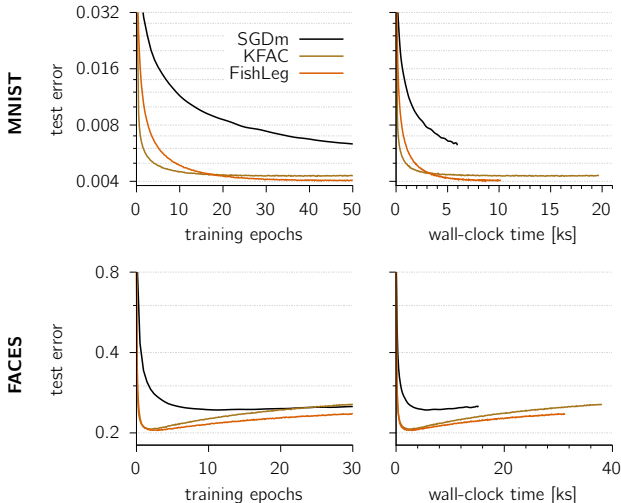 MNIST
test error
0.032
0.016
0.008
0.004
SGDm
KFAC
FishLeg
0 10 20 30 40 50
training epochs
0 5 10 15 20
wall-clock time [ks]
FACES
test error
0.8
0.4
0.2
0 10 20 30
training epochs
0 20 40
wall-clock time [ks]